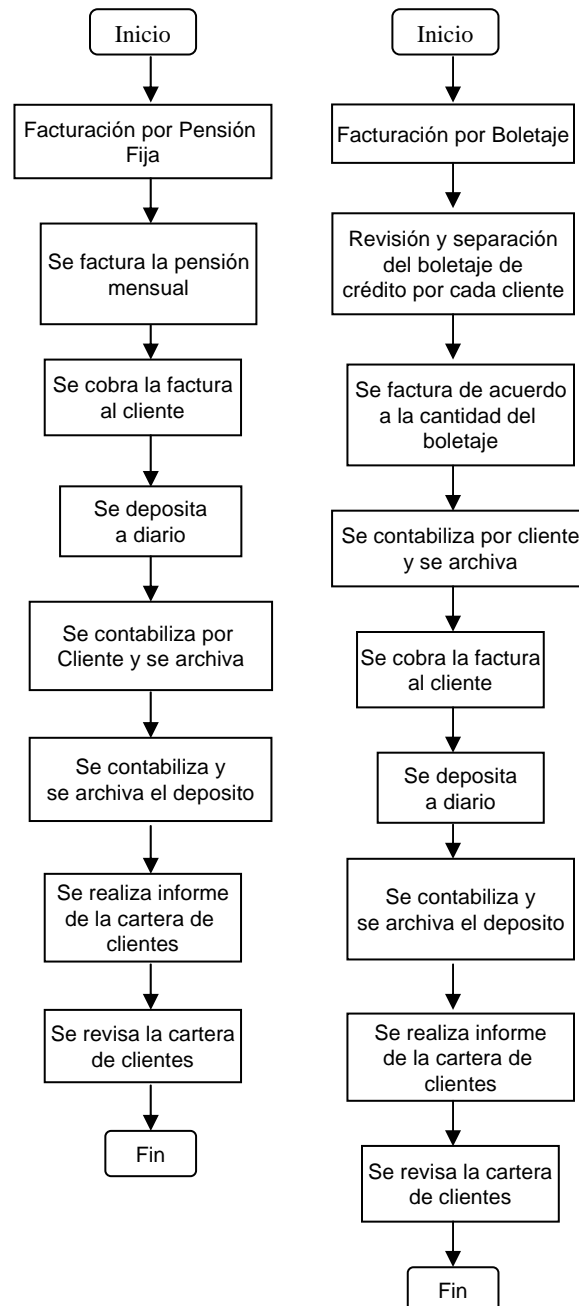 Inicio
Facturación por Pensión
Fija
Se factura la pensión
mensual
Se cobra la factura
al cliente
Se deposita
a diario
Se contabiliza por
Cliente y se archiva
Se contabiliza y
se archiva el deposito
Se realiza informe
de la cartera de
clientes
Se revisa la cartera
de clientes
Fin
Inicio
Facturación por Boletaje
Revisión y separación
del boletaje de
crédito por cada cliente
Se factura de acuerdo
a la cantidad del
boletaje
Se contabiliza por cliente
y se archiva
Se cobra la factura
al cliente
Se deposita
a diario
Se contabiliza y
se archiva el deposito
Se realiza informe
de la cartera de
clientes
Se revisa la cartera
de clientes
Fin